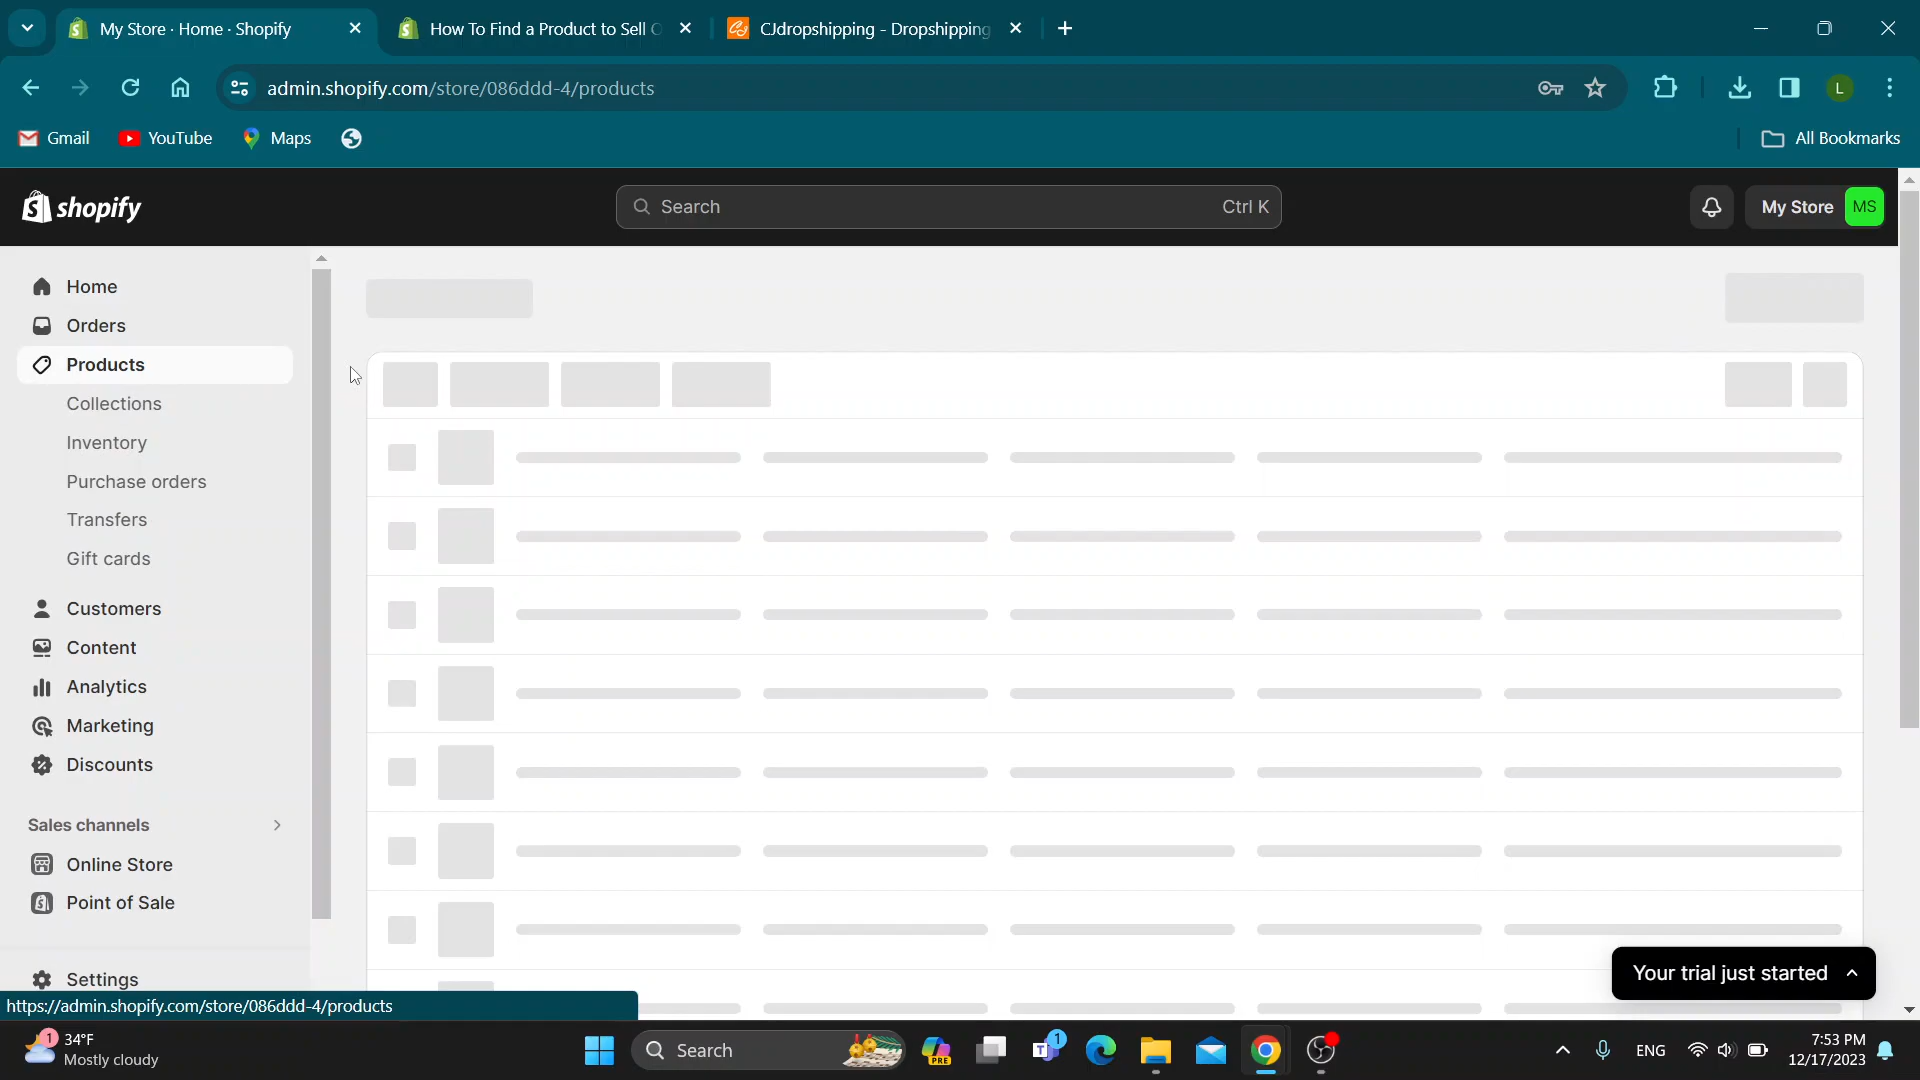 My Store · Home · Shopify
How To Find a Product to Sell
CJdropshipping - Dropshipping
admin.shopify.com/store/086ddd-4/products
L
Gmail
YouTube
Maps
All Bookmarks
shopify
Search
Ctrl K
My Store
MS
Home
Orders
Products
Collections
Inventory
Purchase orders
Transfers
Gift cards
Customers
Content
Analytics
Marketing
Discounts
Sales channels
Online Store
Point of Sale
Settings
Your trial just started
https://admin.shopify.com/store/086ddd-4/products
1
34°F
Mostly cloudy
Search
PRE
1
ENG
7:53 PM
12/17/2023